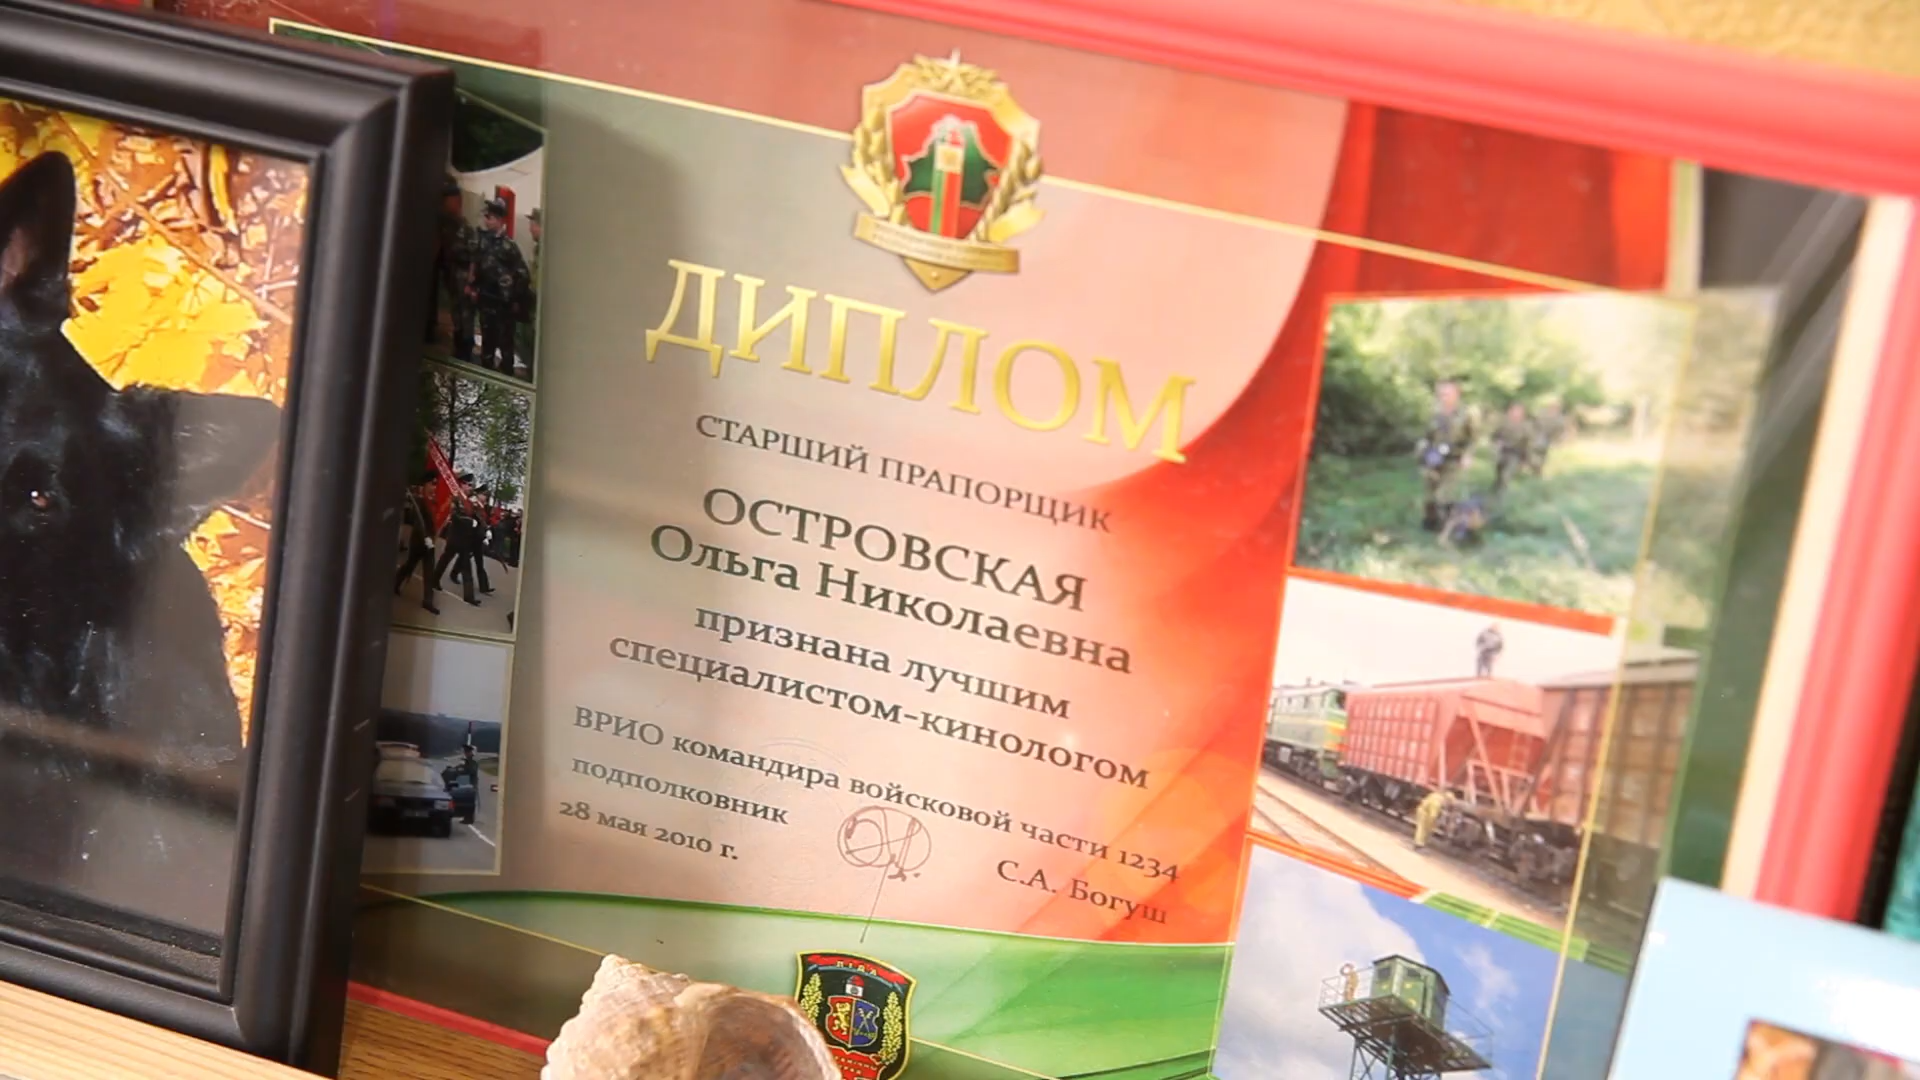 ДИПЛОМ
СТАРШИЙ ПРАПОРЩИК
ОСТРОВСКАЯ
Ольга Николаевна
признана лучшим
специалистом-кинологом
ВРИО командира войсковой части 1234
подполковник
С.А. Богуш
28 мая 2010 г.
ЛІДА